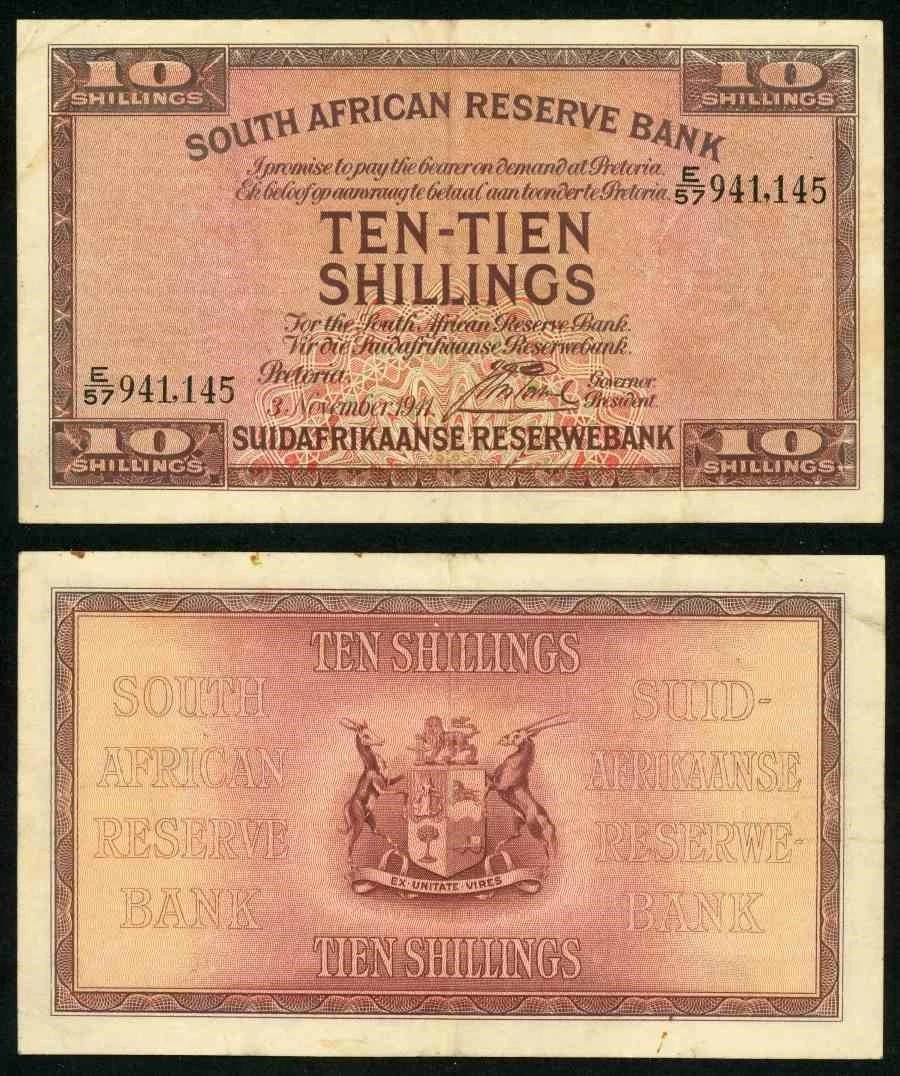 10 SHILLINGS 10 SHILLINGS
SOUTH AFRICAN RESERVE BANK
I promise to pay the bearer on demand at Pretoria.
Ek beloof op aanvraag te betaal aan toonder te Pretoria.
E/57 941,145
TEN-TIEN
SHILLINGS
For the South African Reserve Bank.
Vir die Suidafrikaanse Reserwebank.
Pretoria.
3. November 1941.
Governor
President.
E/57 941,145
SUIDAFRIKAANSE RESERWEBANK
10 SHILLINGS 10 SHILLINGS
TEN SHILLINGS
SOUTH
AFRICAN
RESERVE
BANK
SUID-
AFRIKAANSE
RESERWE-
BANK
EX·UNITATE·VIRES
TIEN SHILLINGS